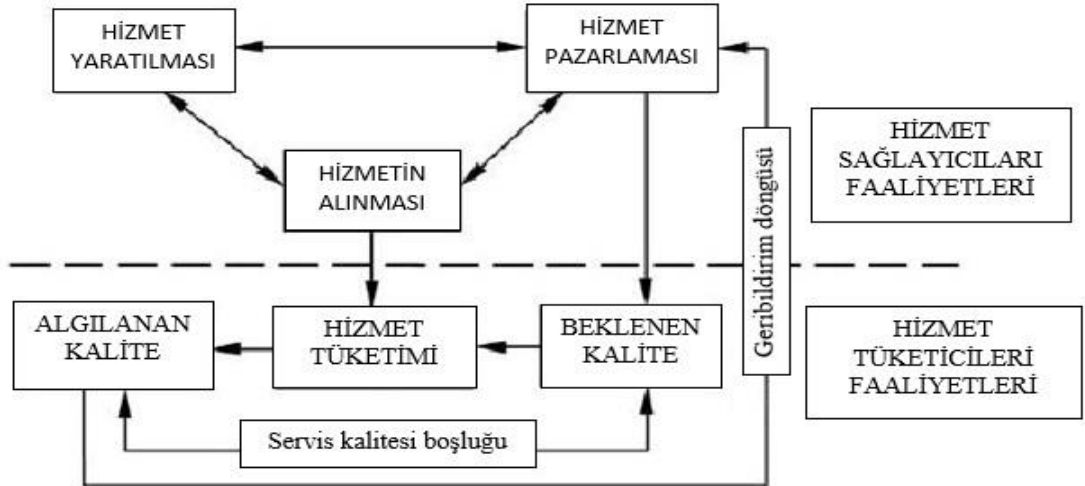 HİZMET
YARATILMASI
HİZMET
PAZARLAMASI
HİZMETİN
ALINMASI
HİZMET
SAĞLAYICILARI
FAALİYETLERİ
Geribildirim döngüsü
ALGILANAN
KALİTE
HİZMET
TÜKETİMİ
BEKLENEN
KALİTE
HİZMET
TÜKETİCİLERİ
FAALİYETLERİ
Servis kalitesi boşluğu